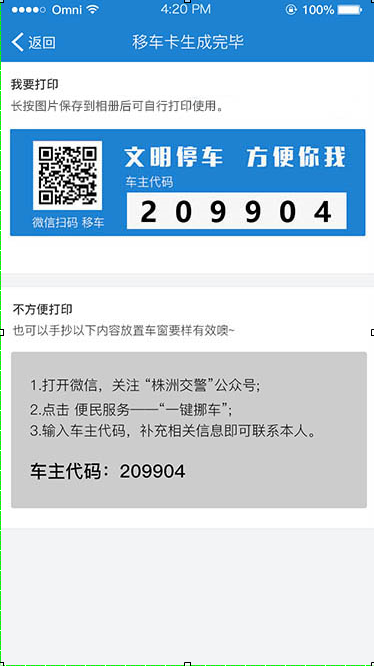 Omni 4:20 PM 100%
返回 移车卡生成完毕
我要打印
长按图片保存到相册后可自行打印使用。
文明停车 方便你我
车主代码
209904
微信扫码 移车
不方便打印
也可以手抄以下内容放置车窗要样有效噢~
1.打开微信，关注 “株洲交警”公众号;
2.点击 便民服务——“一键挪车”;
3.输入车主代码，补充相关信息即可联系本人。
车主代码：209904